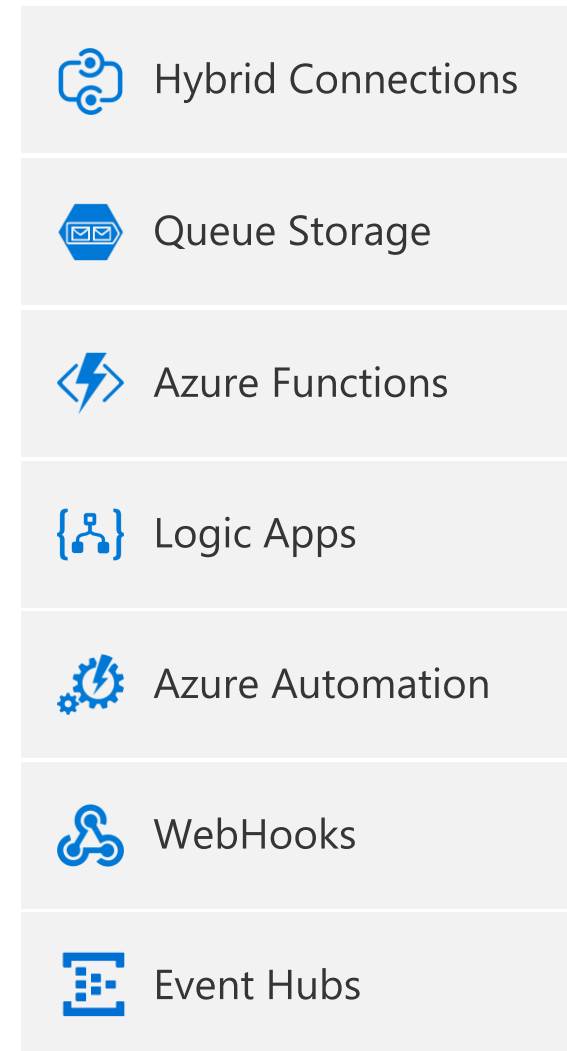 Hybrid Connections
Queue Storage
Azure Functions
Logic Apps
Azure Automation
WebHooks
Event Hubs